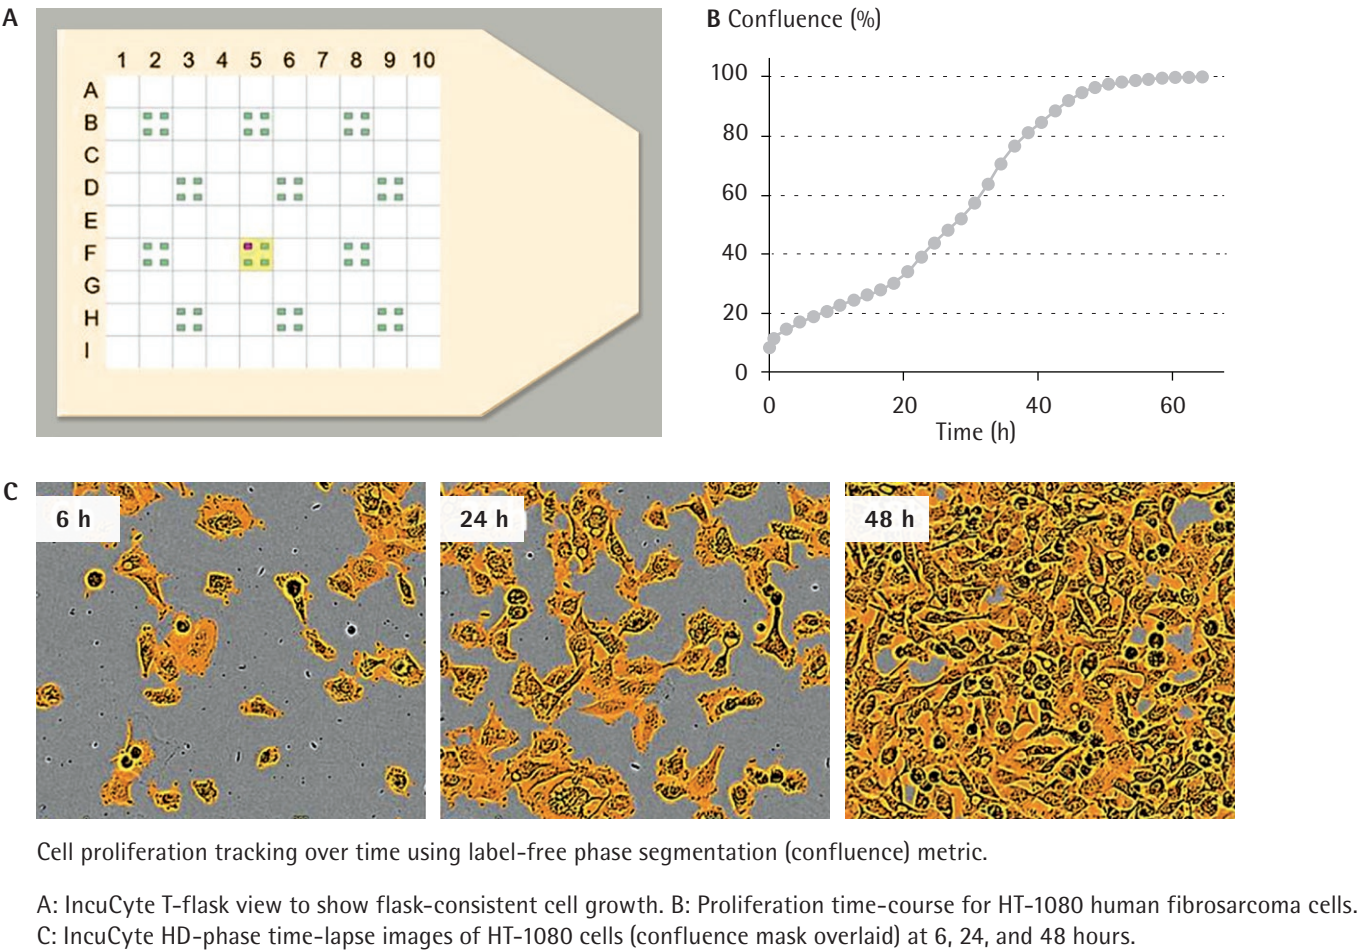 A
1 2 3 4 5 6 7 8 9 10
A
B
C
D
E
F
G
H
I
B Confluence (%)
100
80
60
40
20
0
0 20 40 60
Time (h)
C
6 h
24 h
48 h
Cell proliferation tracking over time using label-free phase segmentation (confluence) metric.
A: IncuCyte T-flask view to show flask-consistent cell growth. B: Proliferation time-course for HT-1080 human fibrosarcoma cells.
C: IncuCyte HD-phase time-lapse images of HT-1080 cells (confluence mask overlaid) at 6, 24, and 48 hours.